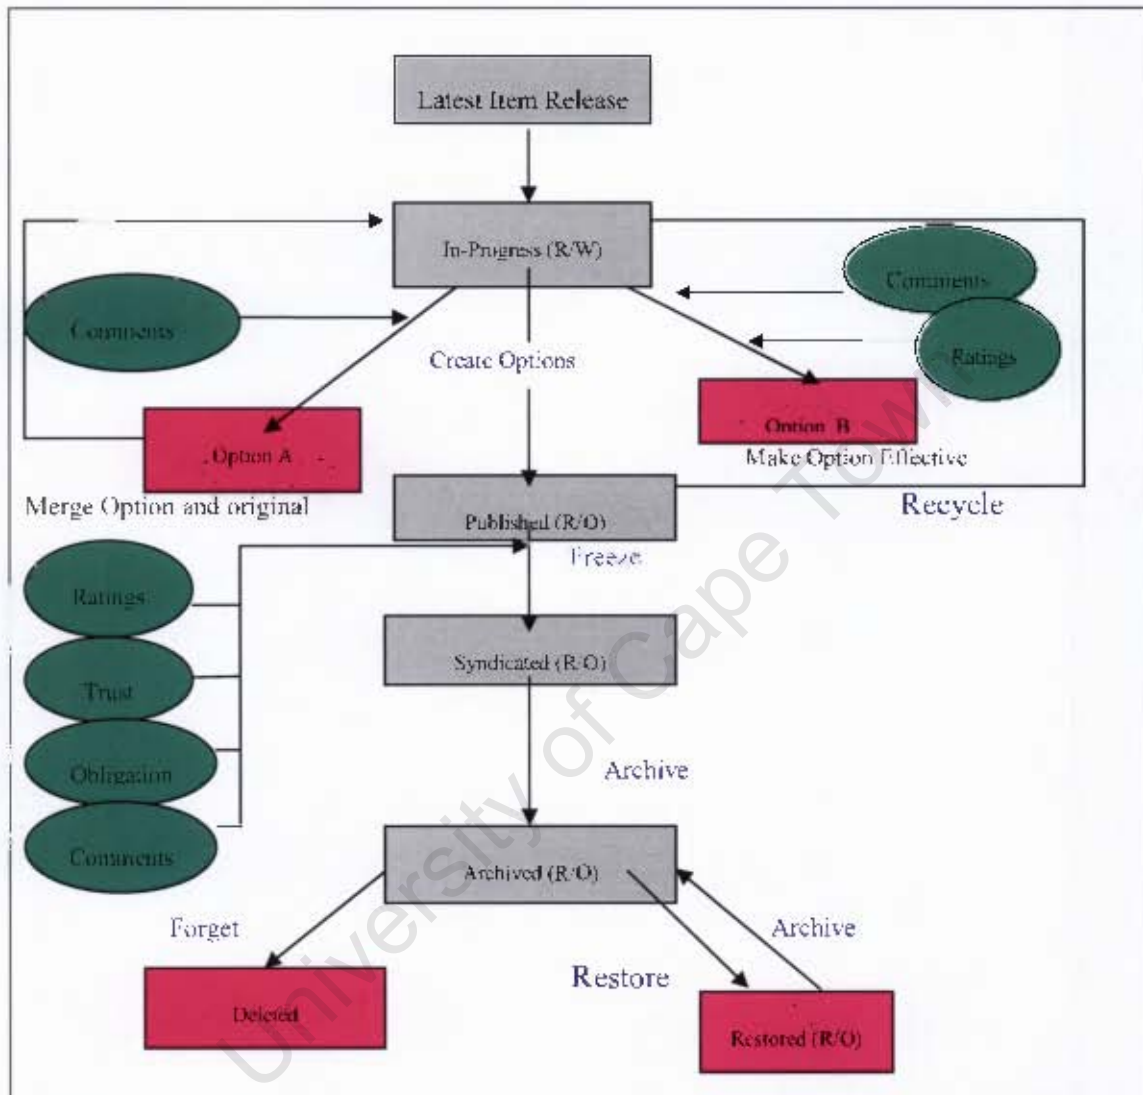 Latest Item Release
In-Progress (R/W)
Comments
Comments
Ratings
Create Options
Option A
Option B
Make Option Effective
Merge Option and original
Published (R/O)
Recycle
Freeze
Ratings
Trust
Syndicated (R/O)
Obligation
Archive
Comments
Archived (R/O)
Forget
Archive
Restore
Deleted
Restored (R/O)
University of Cape Town